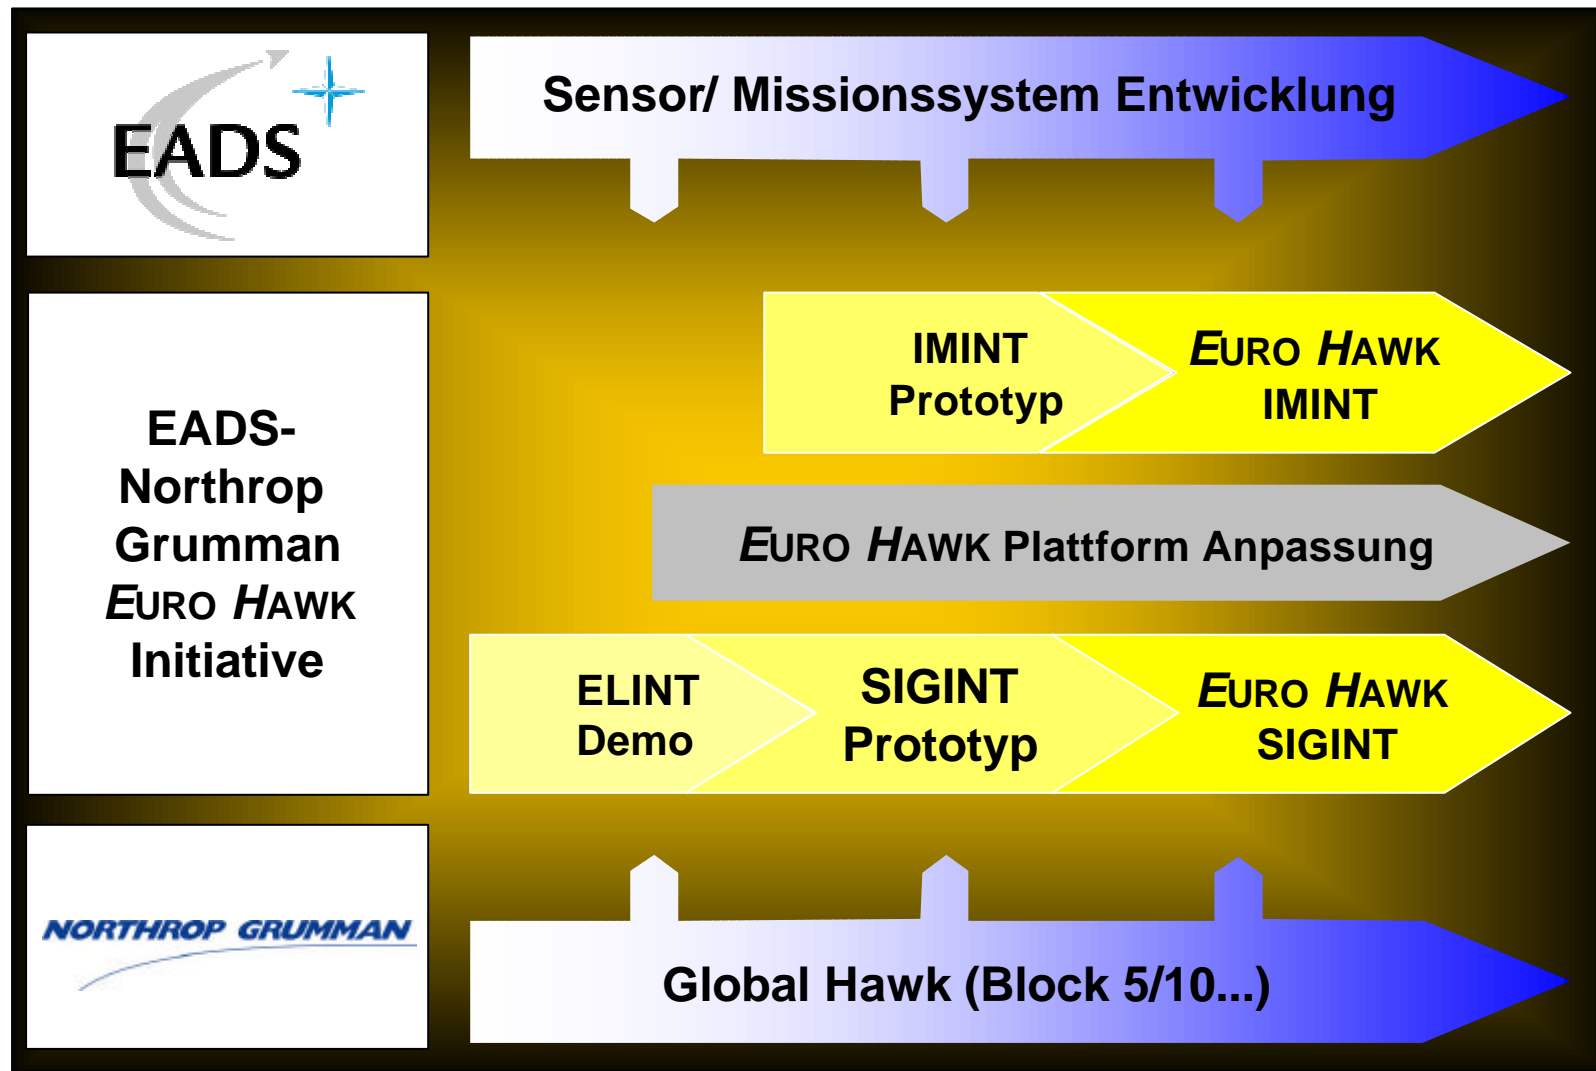 EADS
Sensor/ Missionssystem Entwicklung
EADS-
Northrop
Grumman
EURO HAWK
Initiative
IMINT
Prototyp
EURO HAWK
IMINT
EURO HAWK Plattform Anpassung
ELINT
Demo
SIGINT
Prototyp
EURO HAWK
SIGINT
NORTHROP GRUMMAN
Global Hawk (Block 5/10...)